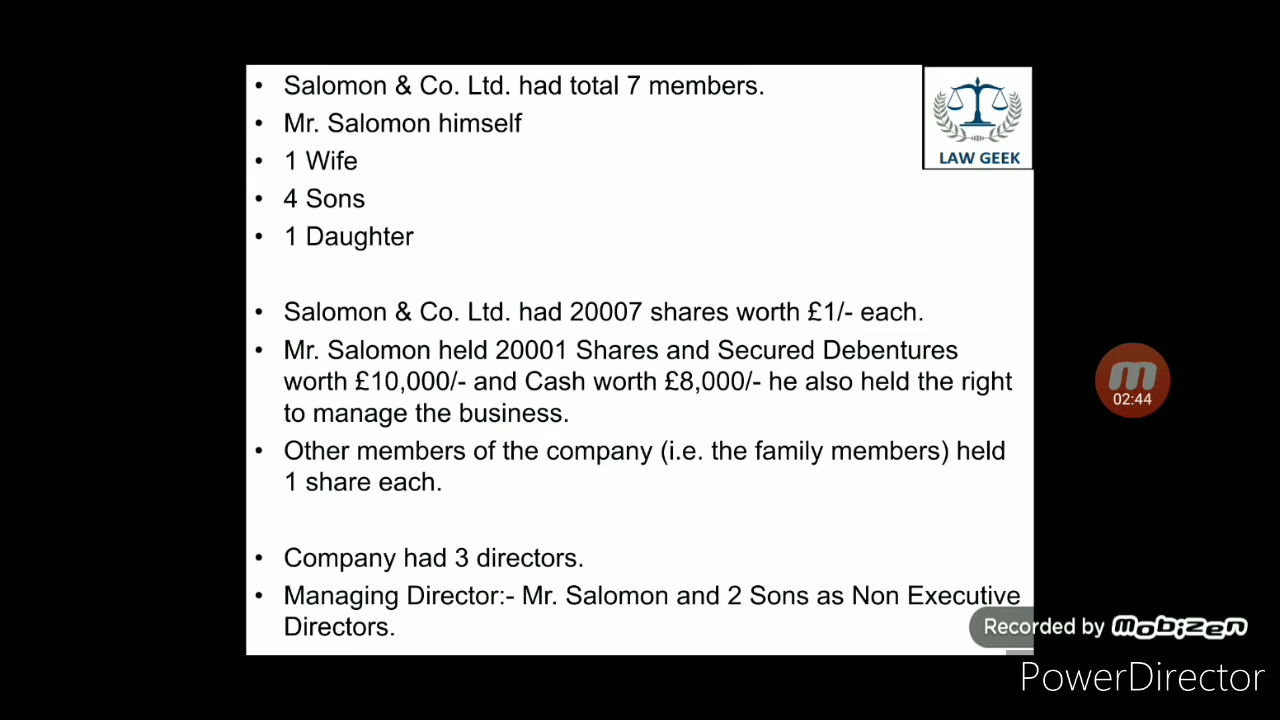 • Salomon & Co. Ltd. had total 7 members.
• Mr. Salomon himself
• 1 Wife
• 4 Sons
• 1 Daughter
LAW GEEK
• Salomon & Co. Ltd. had 20007 shares worth £1/- each.
• Mr. Salomon held 20001 Shares and Secured Debentures
worth £10,000/- and Cash worth £8,000/- he also held the right
to manage the business.
• Other members of the company (i.e. the family members) held
1 share each.
• Company had 3 directors.
• Managing Director:- Mr. Salomon and 2 Sons as Non Executive
Directors.
02:44
Recorded by mobizen
PowerDirector